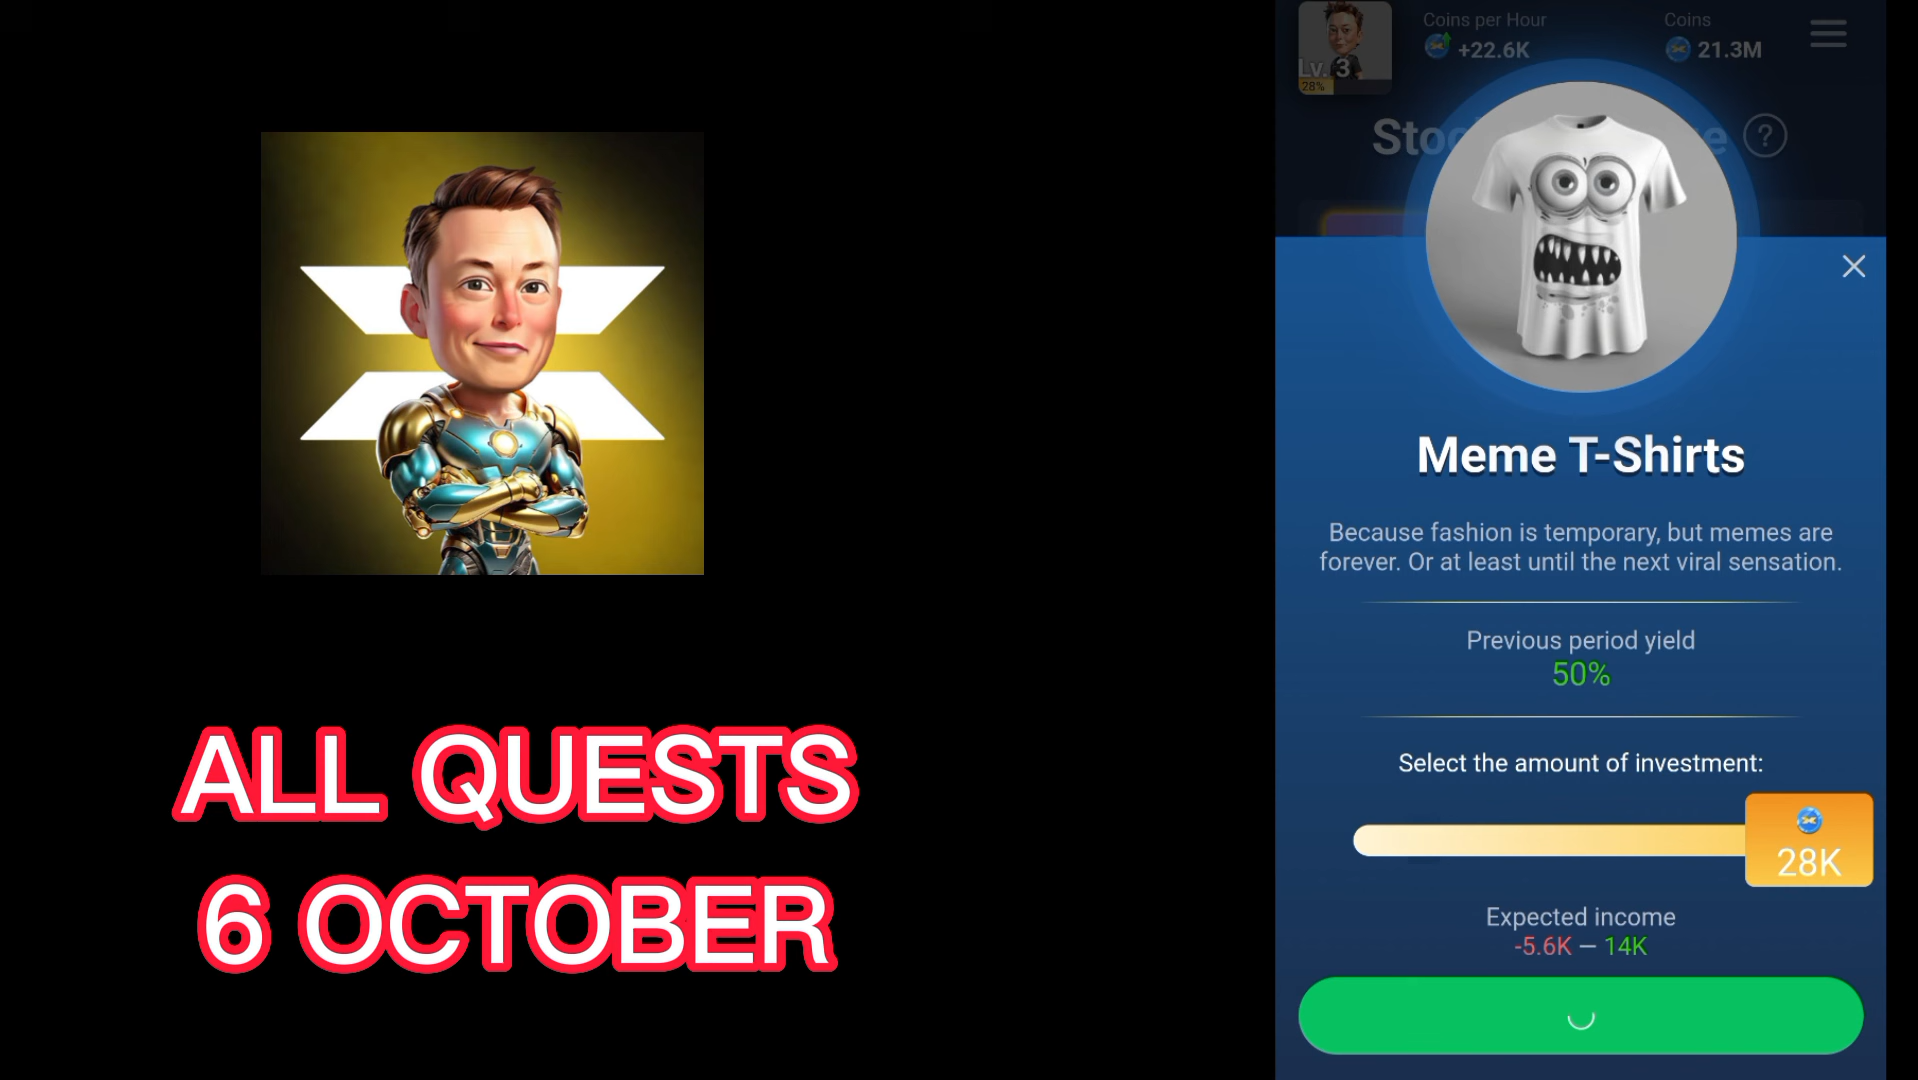 Coins per Hour
+22.6K
Coins
21.3M
Lv. 3
28%
?
Meme T-Shirts
Because fashion is temporary, but memes are
forever. Or at least until the next viral sensation.
Previous period yield
50%
Select the amount of investment:
28K
Expected income
-5.6K — 14K
ALL QUESTS
6 OCTOBER